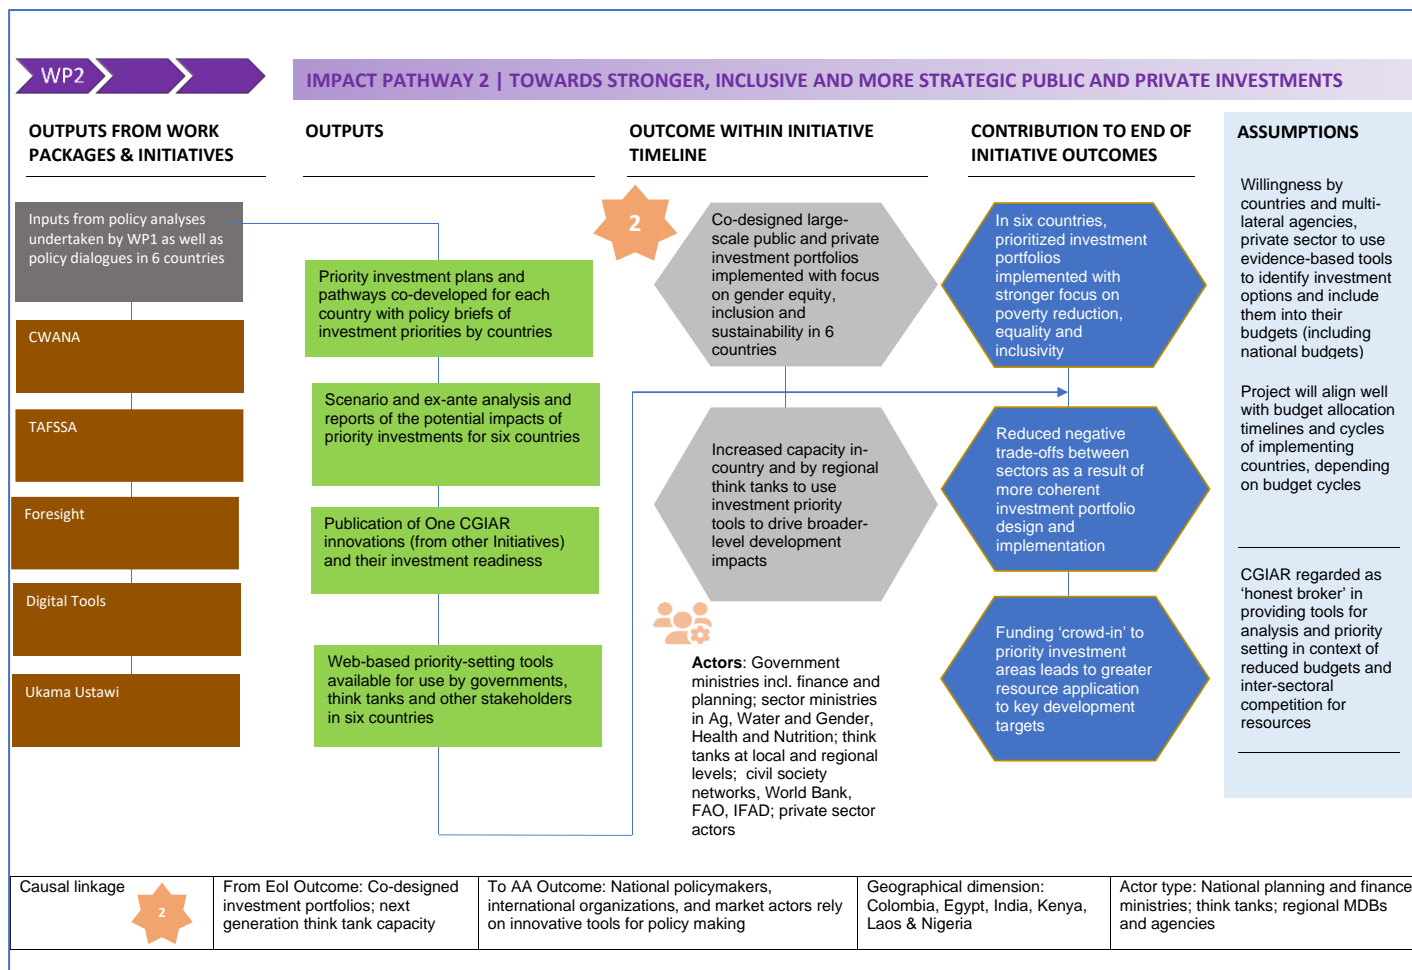 WP2
IMPACT PATHWAY 2 | TOWARDS STRONGER, INCLUSIVE AND MORE STRATEGIC PUBLIC AND PRIVATE INVESTMENTS
OUTPUTS FROM WORK
PACKAGES & INITIATIVES
Inputs from policy analyses
undertaken by WP1 as well as
policy dialogues in 6 countries
CWANA
TAFSSA
Foresight
Digital Tools
Ukama Ustawi
OUTPUTS
Priority investment plans and
pathways co-developed for each
country with policy briefs of
investment priorities by countries
Scenario and ex-ante analysis and
reports of the potential impacts of
priority investments for six countries
Publication of One CGIAR
innovations (from other Initiatives)
and their investment readiness
Web-based priority-setting tools
available for use by governments,
think tanks and other stakeholders
in six countries
OUTCOME WITHIN INITIATIVE
TIMELINE
2
Co-designed large-
scale public and private
investment portfolios
implemented with focus
on gender equity,
inclusion and
sustainability in 6
countries
Increased capacity in-
country and by regional
think tanks to use
investment priority
tools to drive broader-
level development
impacts
Actors: Government
ministries incl. finance and
planning; sector ministries
in Ag, Water and Gender,
Health and Nutrition; think
tanks at local and regional
levels; civil society
networks, World Bank,
FAO, IFAD; private sector
actors
CONTRIBUTION TO END OF
INITIATIVE OUTCOMES
In six countries,
prioritized investment
portfolios
implemented with
stronger focus on
poverty reduction,
equality and
inclusivity
Reduced negative
trade-offs between
sectors as a result of
more coherent
investment portfolio
design and
implementation
Funding ‘crowd-in’ to
priority investment
areas leads to greater
resource application
to key development
targets
ASSUMPTIONS
Willingness by
countries and multi-
lateral agencies,
private sector to use
evidence-based tools
to identify investment
options and include
them into their
budgets (including
national budgets)
Project will align well
with budget allocation
timelines and cycles
of implementing
countries, depending
on budget cycles
CGIAR regarded as
‘honest broker’ in
providing tools for
analysis and priority
setting in context of
reduced budgets and
inter-sectoral
competition for
resources
Causal linkage
2
From EoI Outcome: Co-designed
investment portfolios; next
generation think tank capacity
To AA Outcome: National policymakers,
international organizations, and market actors rely
on innovative tools for policy making
Geographical dimension:
Colombia, Egypt, India, Kenya,
Laos & Nigeria
Actor type: National planning and finance
ministries; think tanks; regional MDBs
and agencies